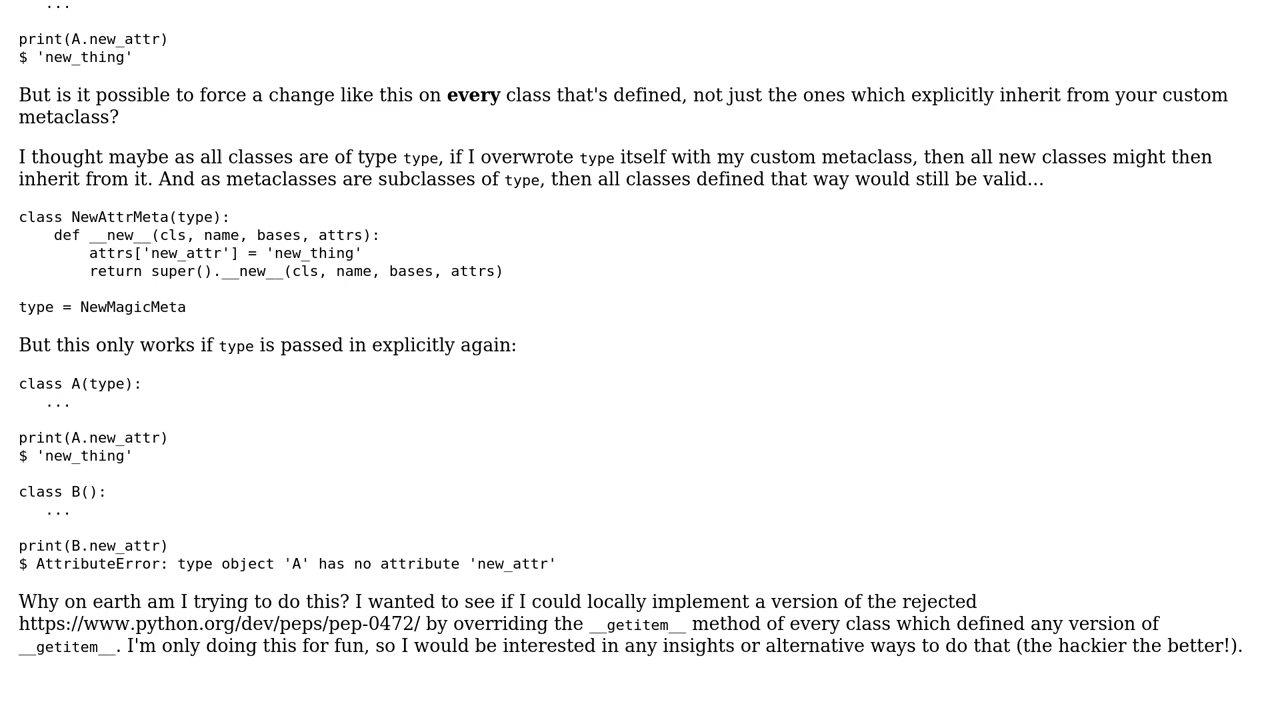 ...
print(A.new_attr)
$ 'new_thing'
But is it possible to force a change like this on every class that's defined, not just the ones which explicitly inherit from your custom
metaclass?
I thought maybe as all classes are of type type, if I overwrote type itself with my custom metaclass, then all new classes might then
inherit from it. And as metaclasses are subclasses of type, then all classes defined that way would still be valid...
class NewAttrMeta(type):
    def __new__(cls, name, bases, attrs):
        attrs['new_attr'] = 'new_thing'
        return super().__new__(cls, name, bases, attrs)
type = NewMagicMeta
But this only works if type is passed in explicitly again:
class A(type):
   ...
print(A.new_attr)
$ 'new_thing'
class B():
   ...
print(B.new_attr)
$ AttributeError: type object 'A' has no attribute 'new_attr'
Why on earth am I trying to do this? I wanted to see if I could locally implement a version of the rejected
https://www.python.org/dev/peps/pep-0472/ by overriding the __getitem__ method of every class which defined any version of
__getitem__. I'm only doing this for fun, so I would be interested in any insights or alternative ways to do that (the hackier the better!).